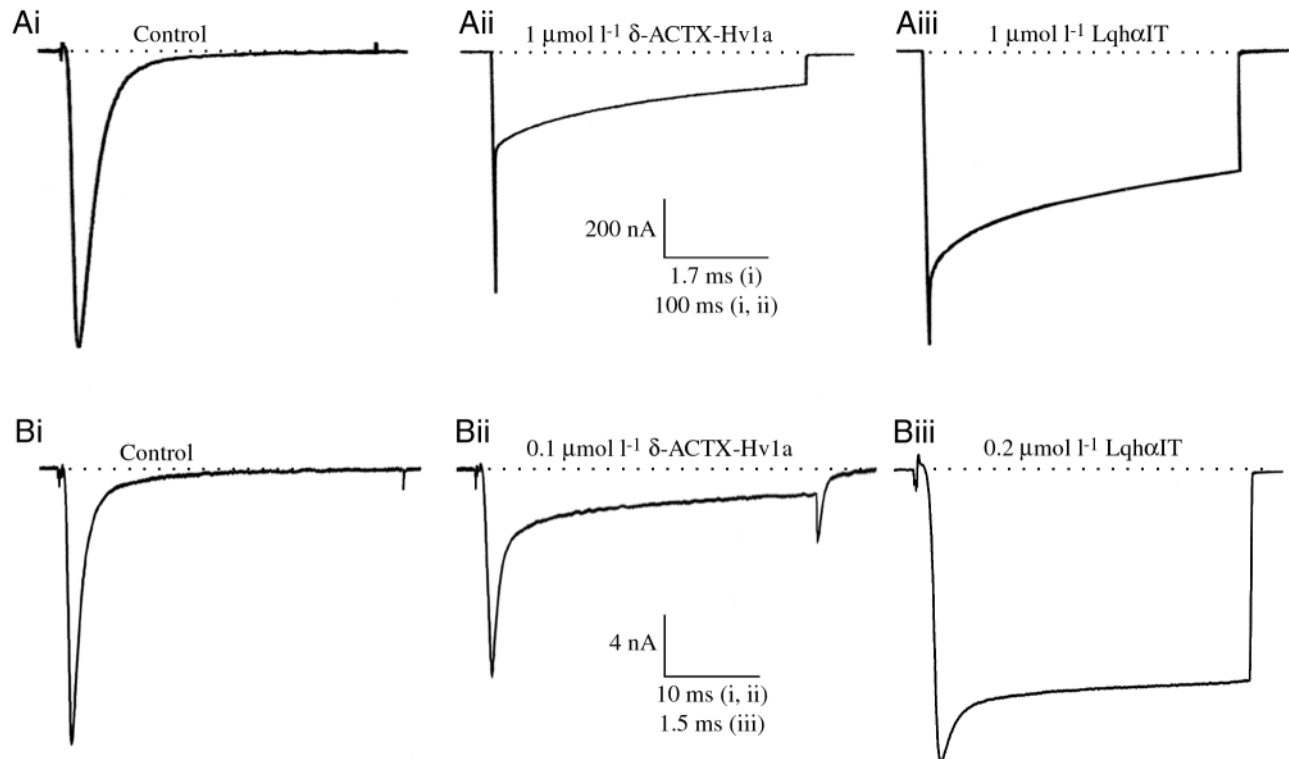 Ai
Control
Aii
1 μmol l-1 δ-ACTX-Hv1a
Aiii
1 μmol l-1 LqhαIT
200 nA
1.7 ms (i)
100 ms (i, ii)
Bi
Control
Bii
0.1 μmol l-1 δ-ACTX-Hv1a
Biii
0.2 μmol l-1 LqhαIT
4 nA
10 ms (i, ii)
1.5 ms (iii)